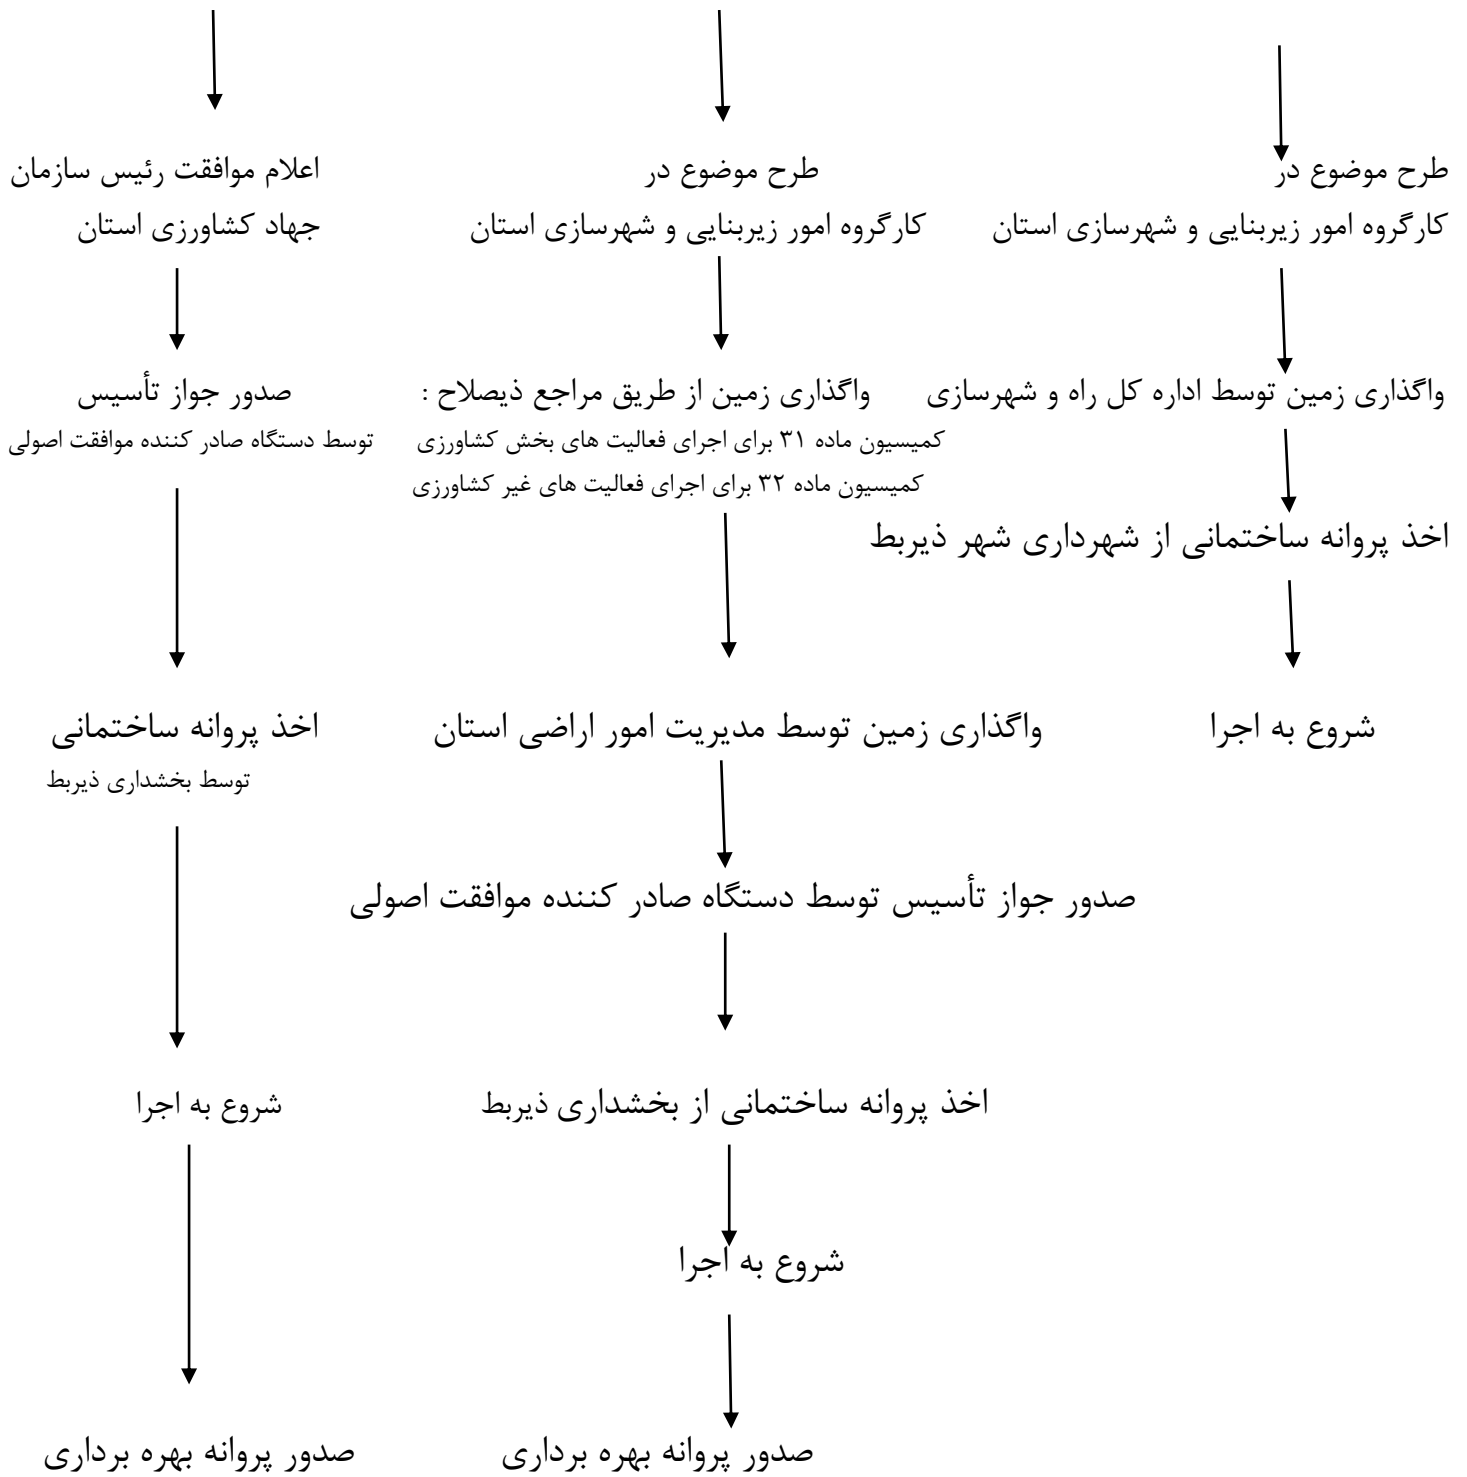 طرح موضوع در
کارگروه امور زیربنایی و شهرسازی استان
واگذاری زمین توسط اداره کل راه و شهرسازی
اخذ پروانه ساختمانی از شهرداری شهر ذیربط
شروع به اجرا
طرح موضوع در
کارگروه امور زیربنایی و شهرسازی استان
واگذاری زمین از طریق مراجع ذیصلاح :
کمیسیون ماده ۳۱ برای اجرای فعالیت های بخش کشاورزی
کمیسیون ماده ۳۲ برای اجرای فعالیت های غیر کشاورزی
واگذاری زمین توسط مدیریت امور اراضی استان
صدور جواز تأسیس توسط دستگاه صادر کننده موافقت اصولی
اخذ پروانه ساختمانی از بخشداری ذیربط
شروع به اجرا
صدور پروانه بهره برداری
اعلام موافقت رئیس سازمان
جهاد کشاورزی استان
صدور جواز تأسیس
توسط دستگاه صادر کننده موافقت اصولی
اخذ پروانه ساختمانی
توسط بخشداری ذیربط
شروع به اجرا
صدور پروانه بهره برداری